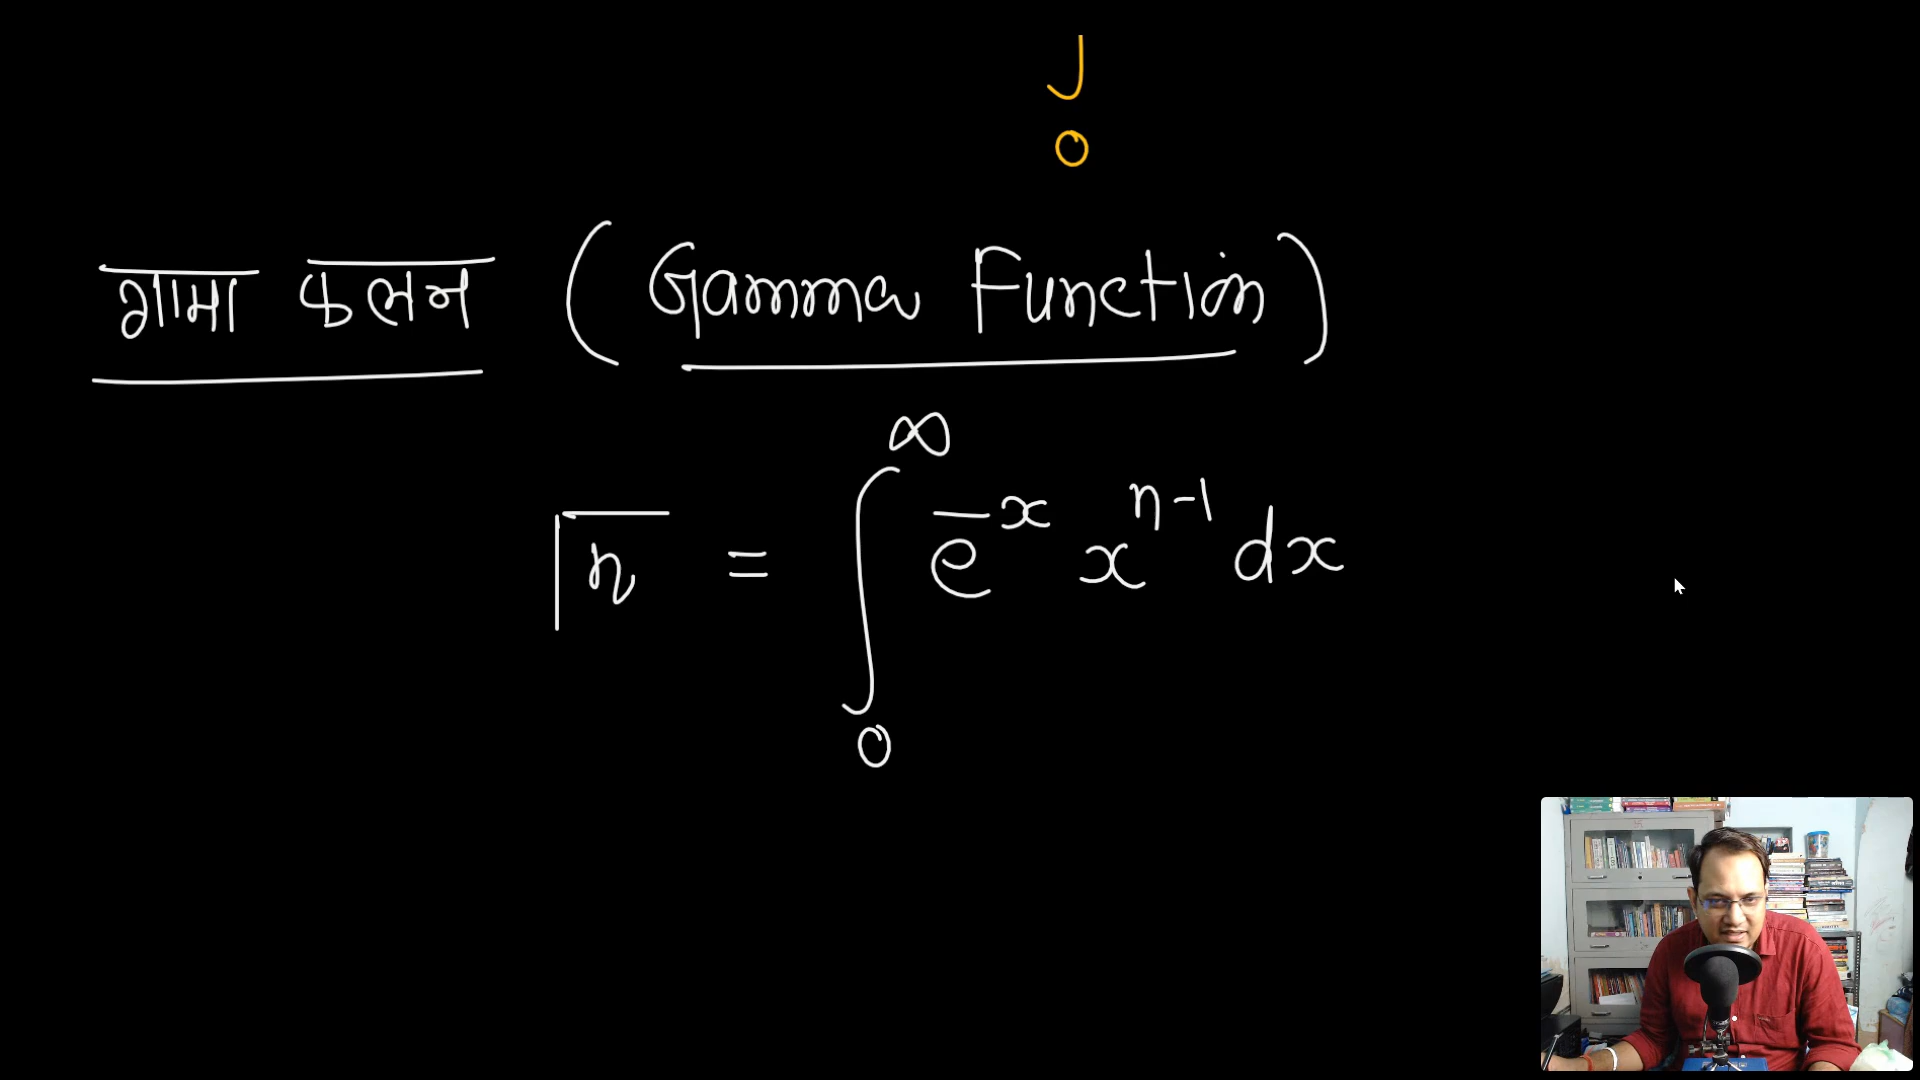 ∫
0
गामा फलन (Gamma Function)
∞
Γn = ∫ e^-x x^n-1 dx
0